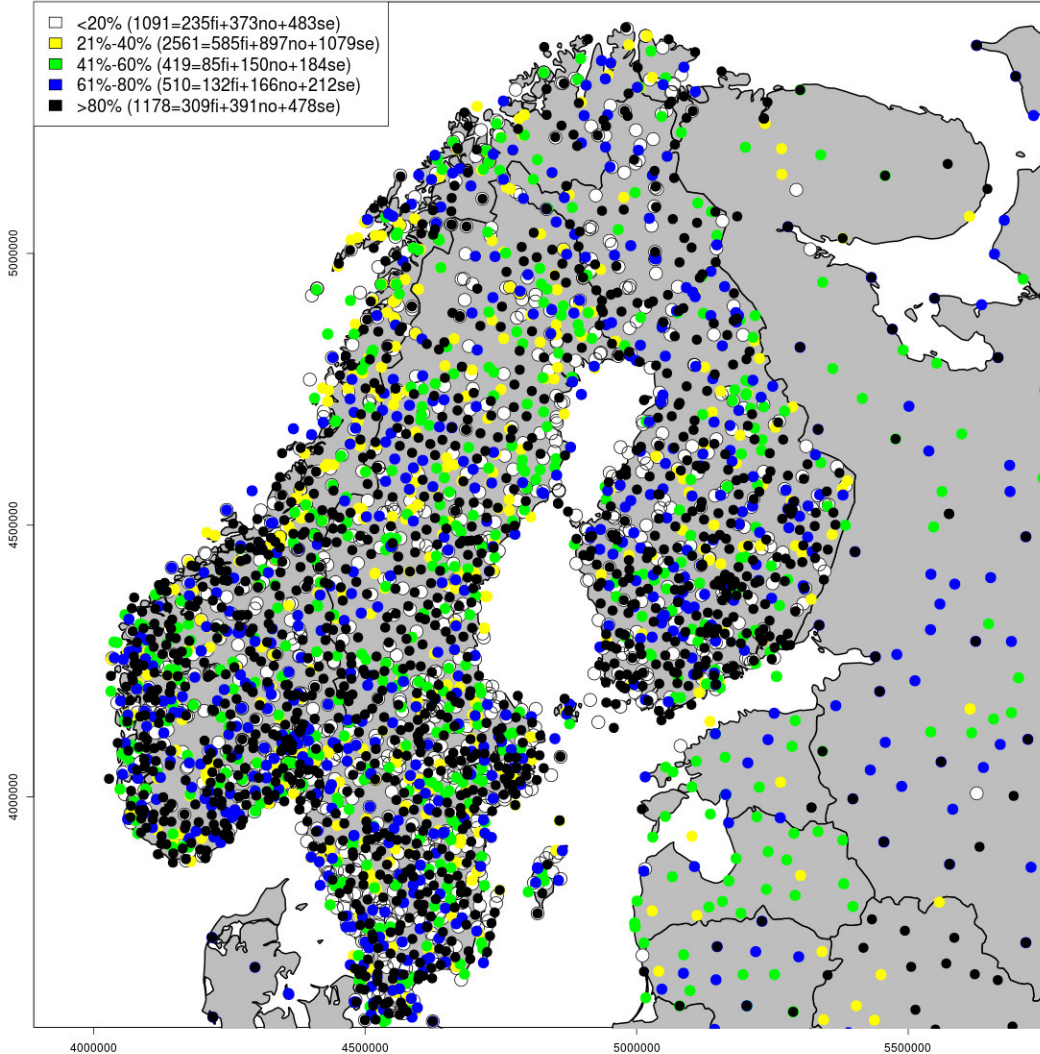 <20% (1091=235fi+373no+483se)
21%-40% (2561=585fi+897no+1079se)
41%-60% (419=85fi+150no+184se)
61%-80% (510=132fi+166no+212se)
>80% (1178=309fi+391no+478se)
5000000
4500000
4000000
4000000 4500000 5000000 5500000